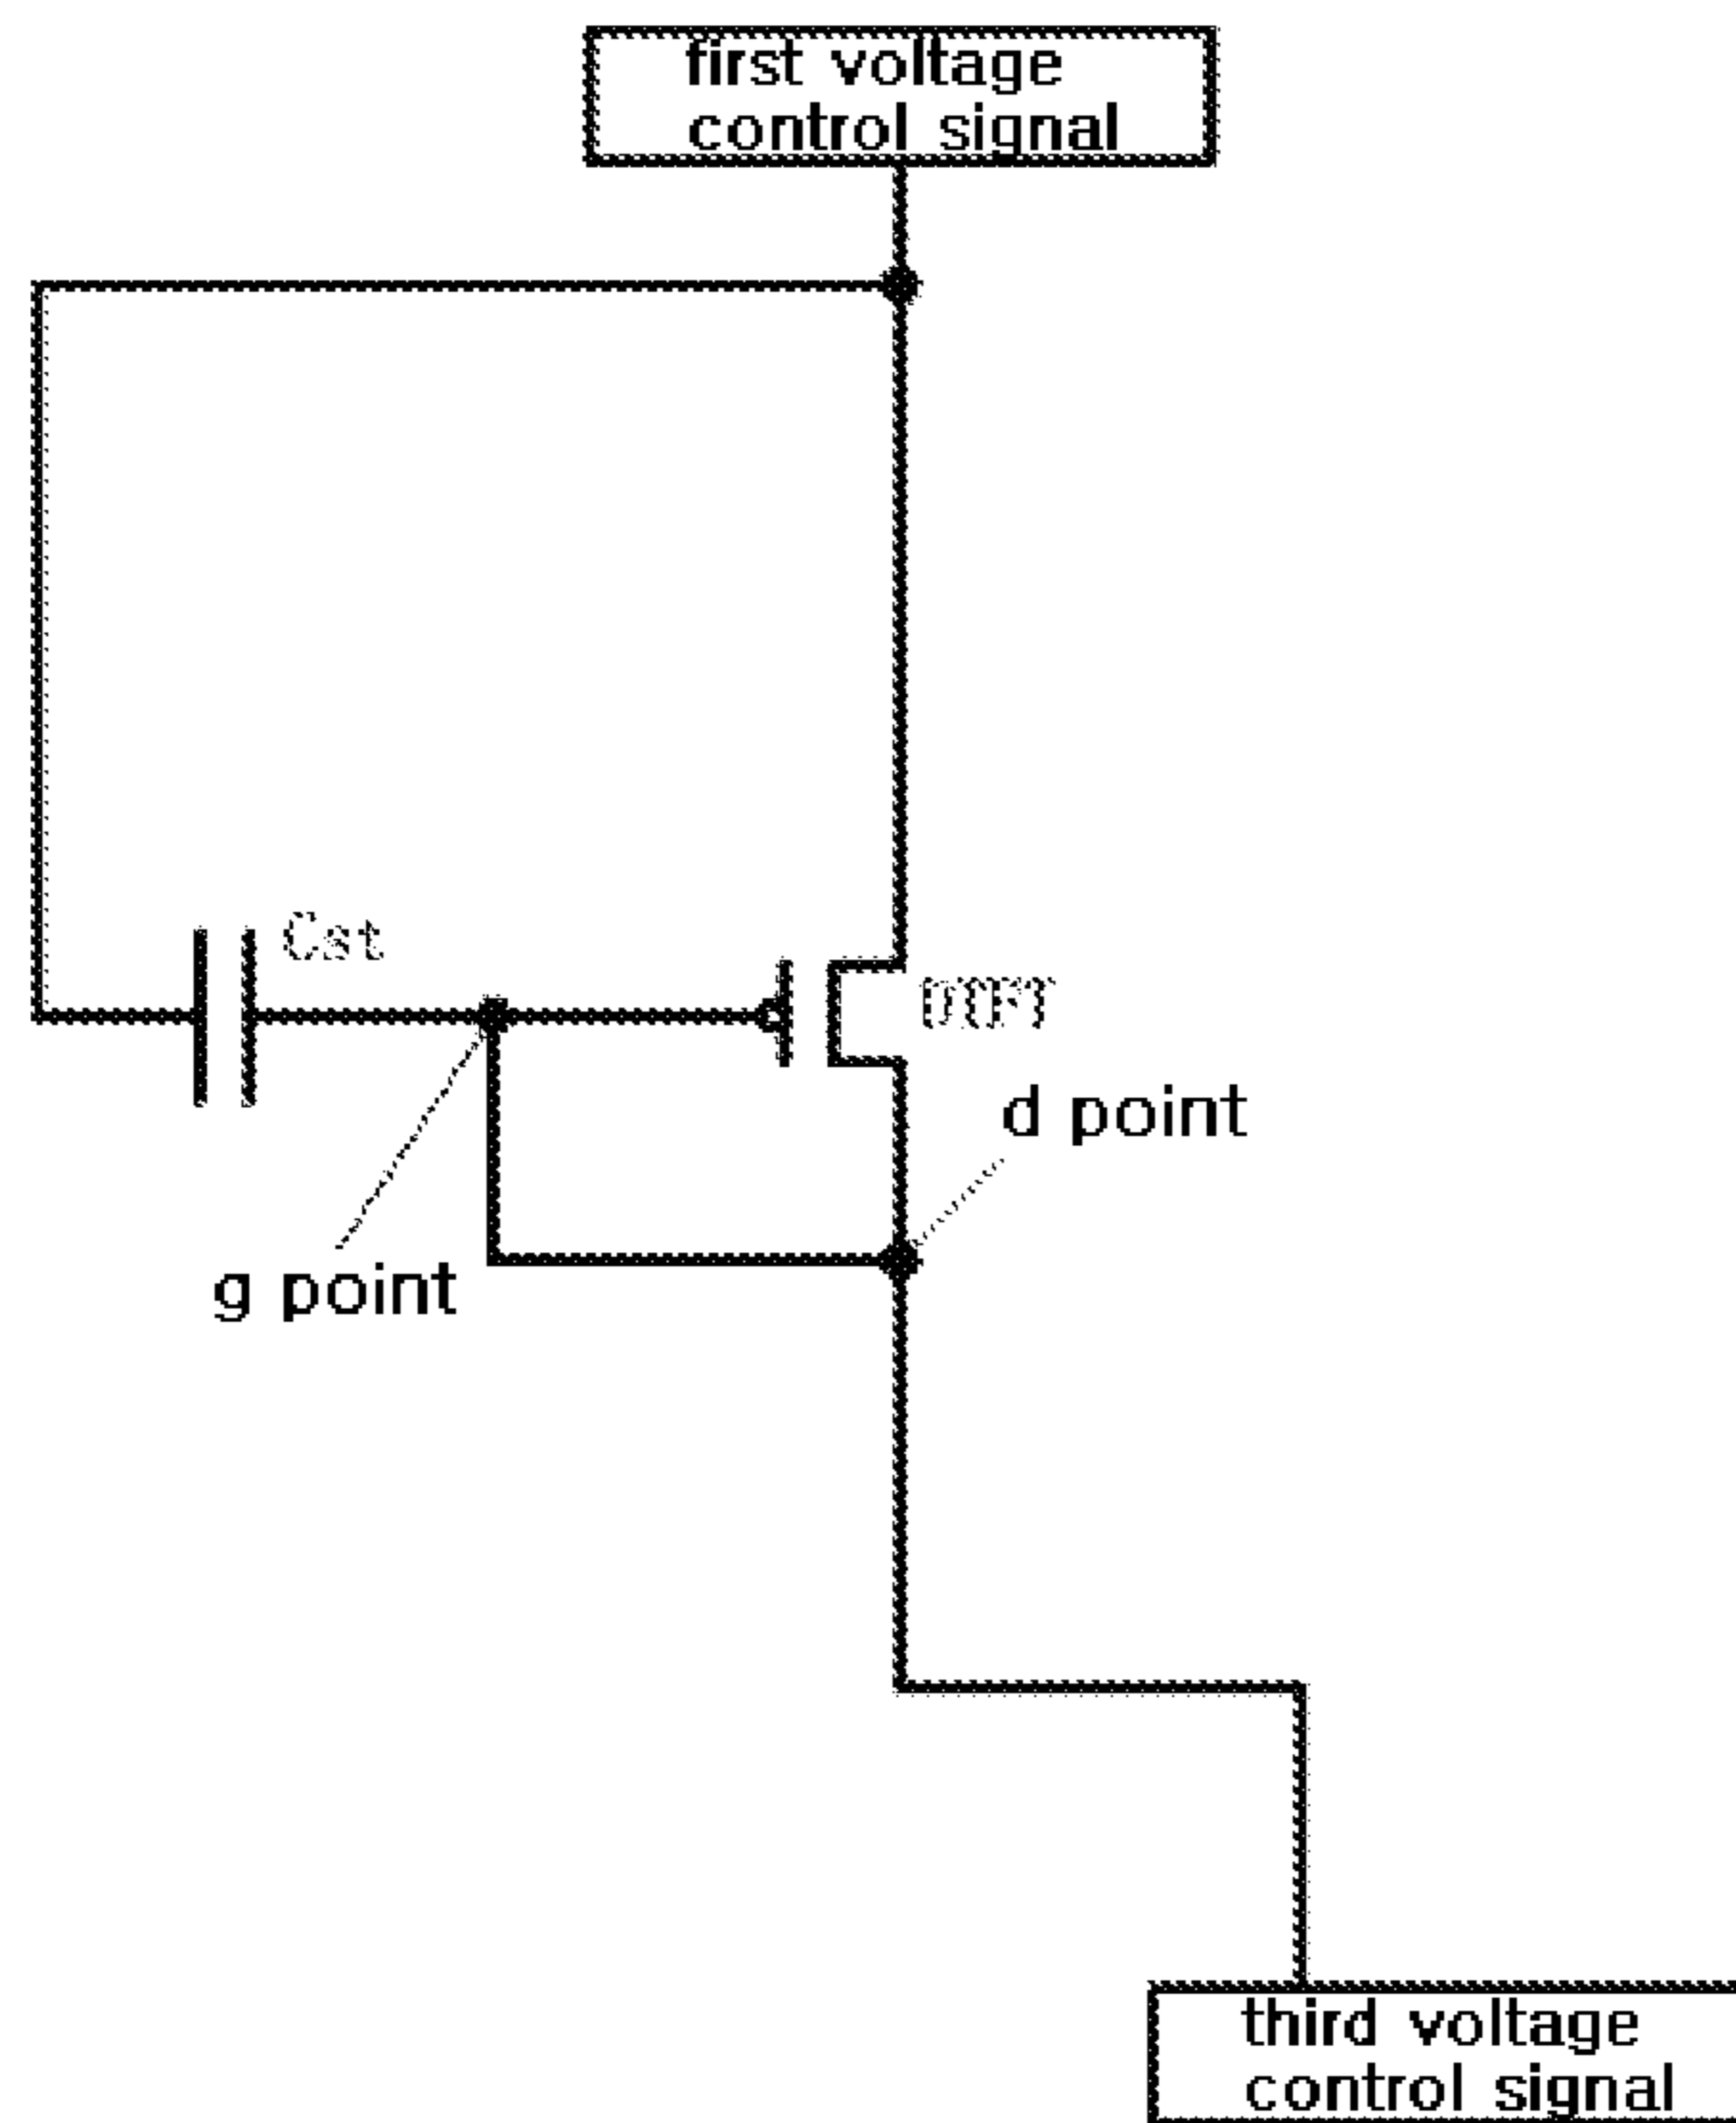 first voltage
control signal
Cst
d point
g point
third voltage
control signal